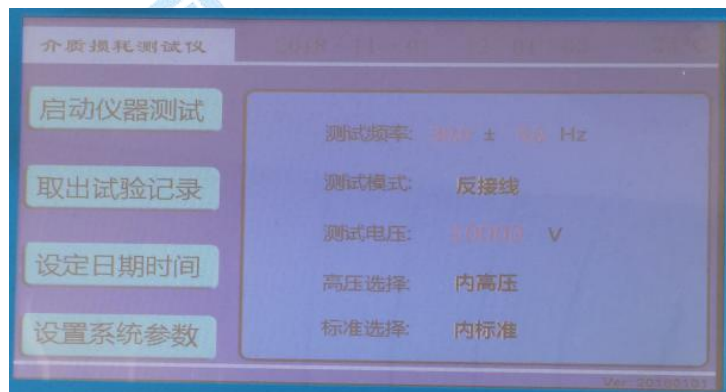 介质损耗测试仪
启动仪器测试
取出试验记录
设定日期时间
设置系统参数
测试频率: ± Hz
测试模式: 反接线
测试电压: V
高压选择: 内高压
标准选择: 内标准